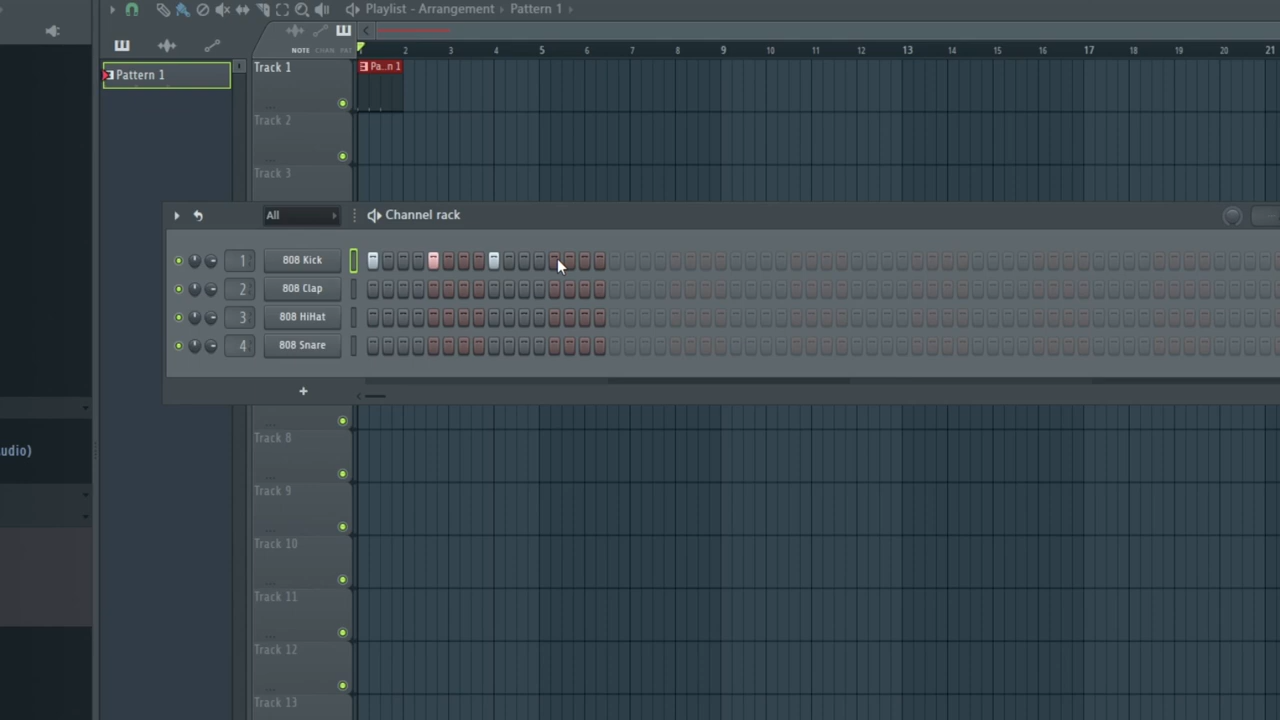 Playlist - Arrangement › Pattern 1 ›
NOTE CHAN PAT
2 3 4 5 6 7 8 9 10 11 12 13 14 15 16 17 18 19 20 21
Pattern 1
Track 1
Pa..n 1
Track 2
Track 3
All
Channel rack
1 808 Kick
2 808 Clap
3 808 HiHat
4 808 Snare
+
Track 8
udio)
Track 9
Track 10
Track 11
Track 12
Track 13